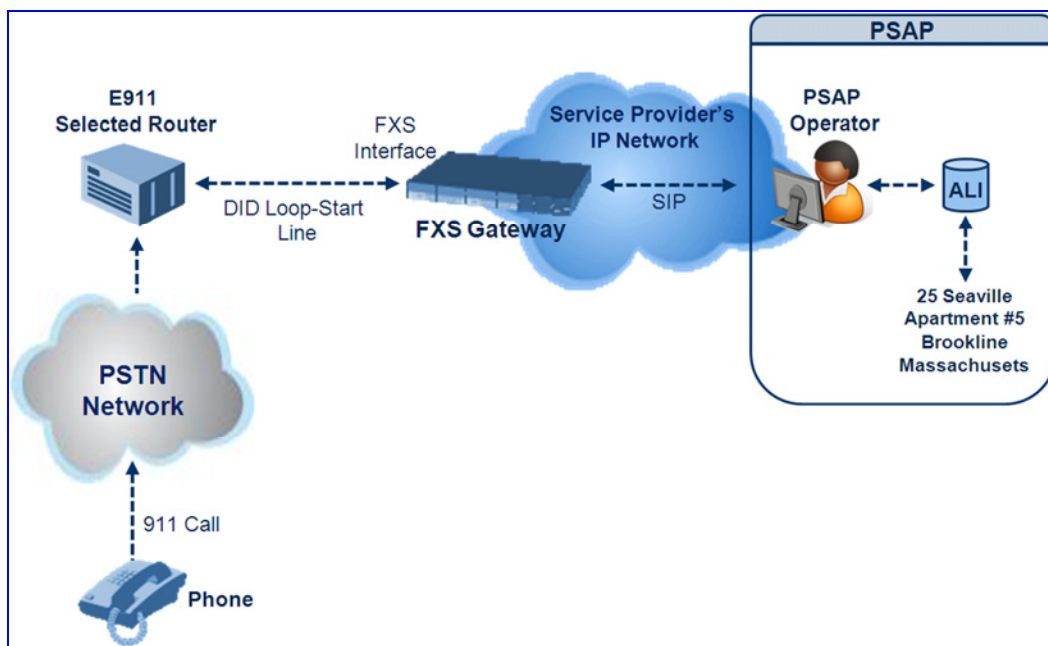 PSAP
E911
Selected Router
FXS
Interface
Service Provider's
IP Network
PSAP
Operator
DID Loop-Start
Line
FXS Gateway
SIP
ALI
25 Seaville
Apartment #5
Brookline
Massachusets
PSTN
Network
911 Call
Phone